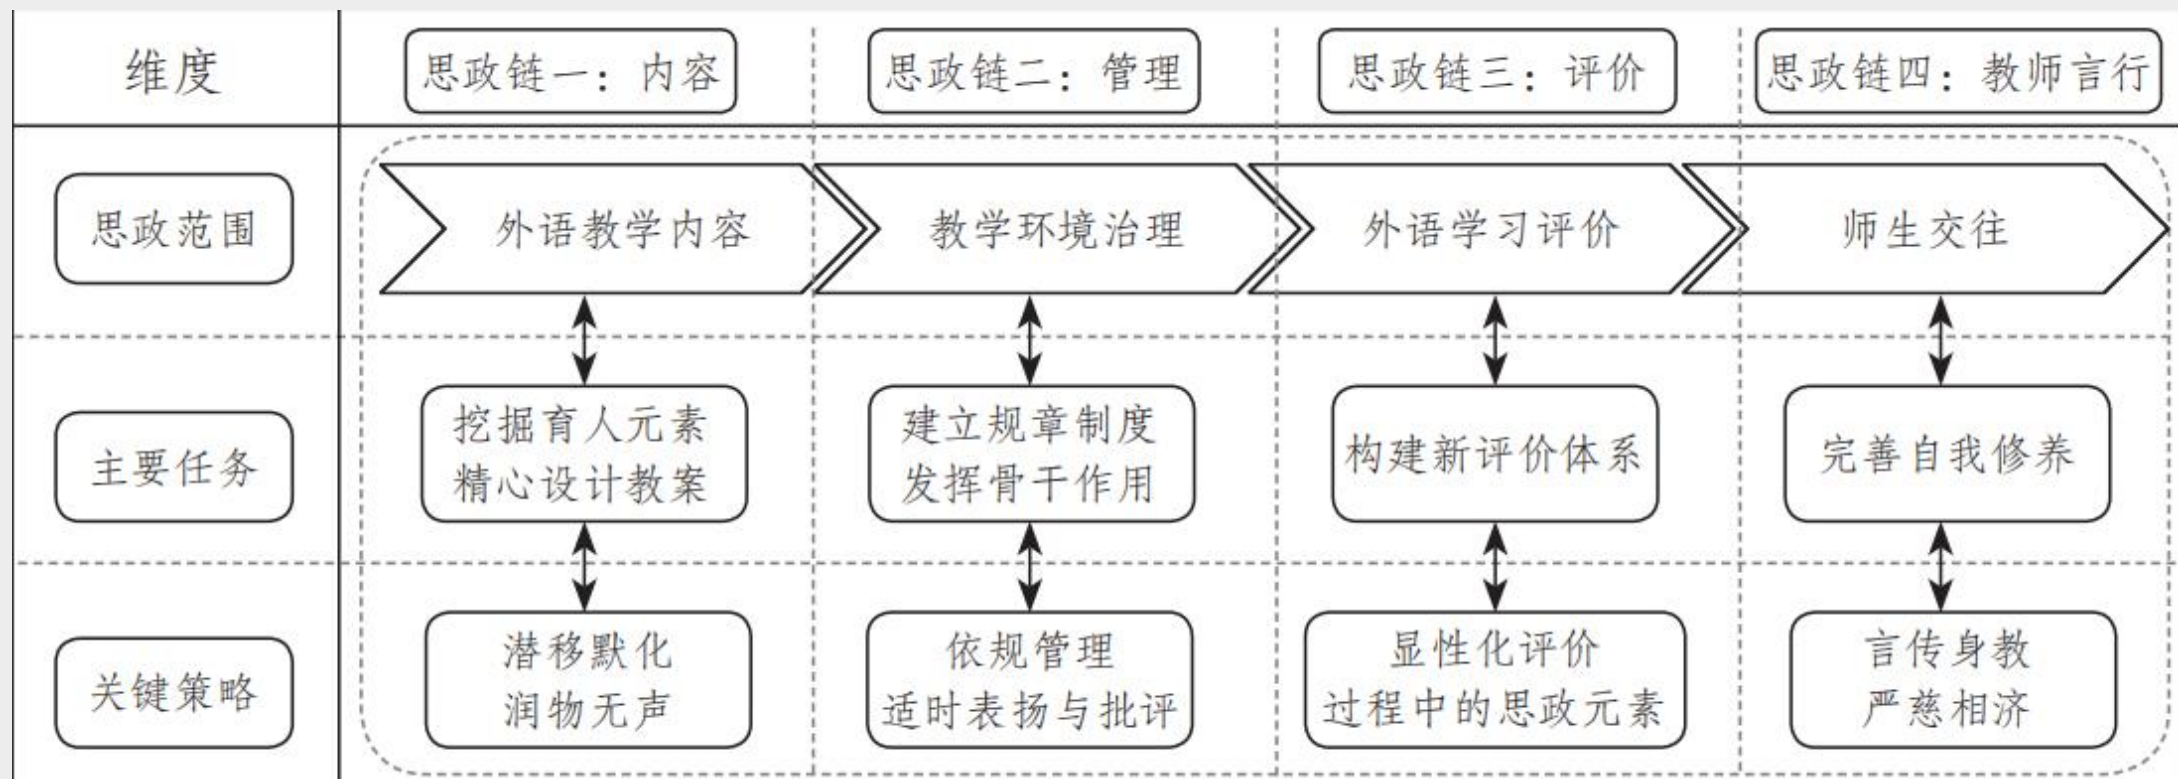 维度
思政链一：内容
思政链二：管理
思政链三：评价
思政链四：教师言行
思政范围
外语教学内容
教学环境治理
外语学习评价
师生交往
主要任务
挖掘育人元素
精心设计教案
建立规章制度
发挥骨干作用
构建新评价体系
完善自我修养
关键策略
潜移默化
润物无声
依规管理
适时表扬与批评
显性化评价
过程中的思政元素
言传身教
严慈相济